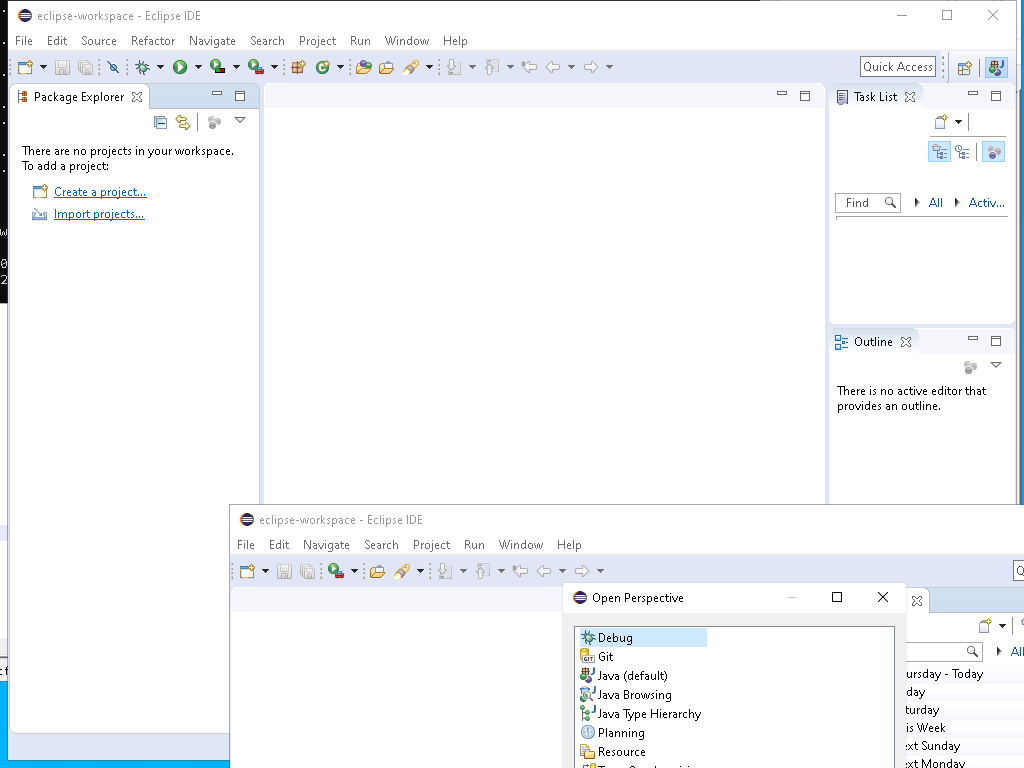 eclipse-workspace - Eclipse IDE
File Edit Source Refactor Navigate Search Project Run Window Help
Quick Access
Package Explorer
Task List
There are no projects in your workspace.
To add a project:
Create a project...
Import projects...
Find All Activ...
Outline
There is no active editor that
provides an outline.
eclipse-workspace - Eclipse IDE
File Edit Navigate Search Project Run Window Help
Open Perspective
Debug
Git
Java (default)
Java Browsing
Java Type Hierarchy
Planning
Resource
All
ursday - Today
day
turday
is Week
ext Sunday
ext Monday